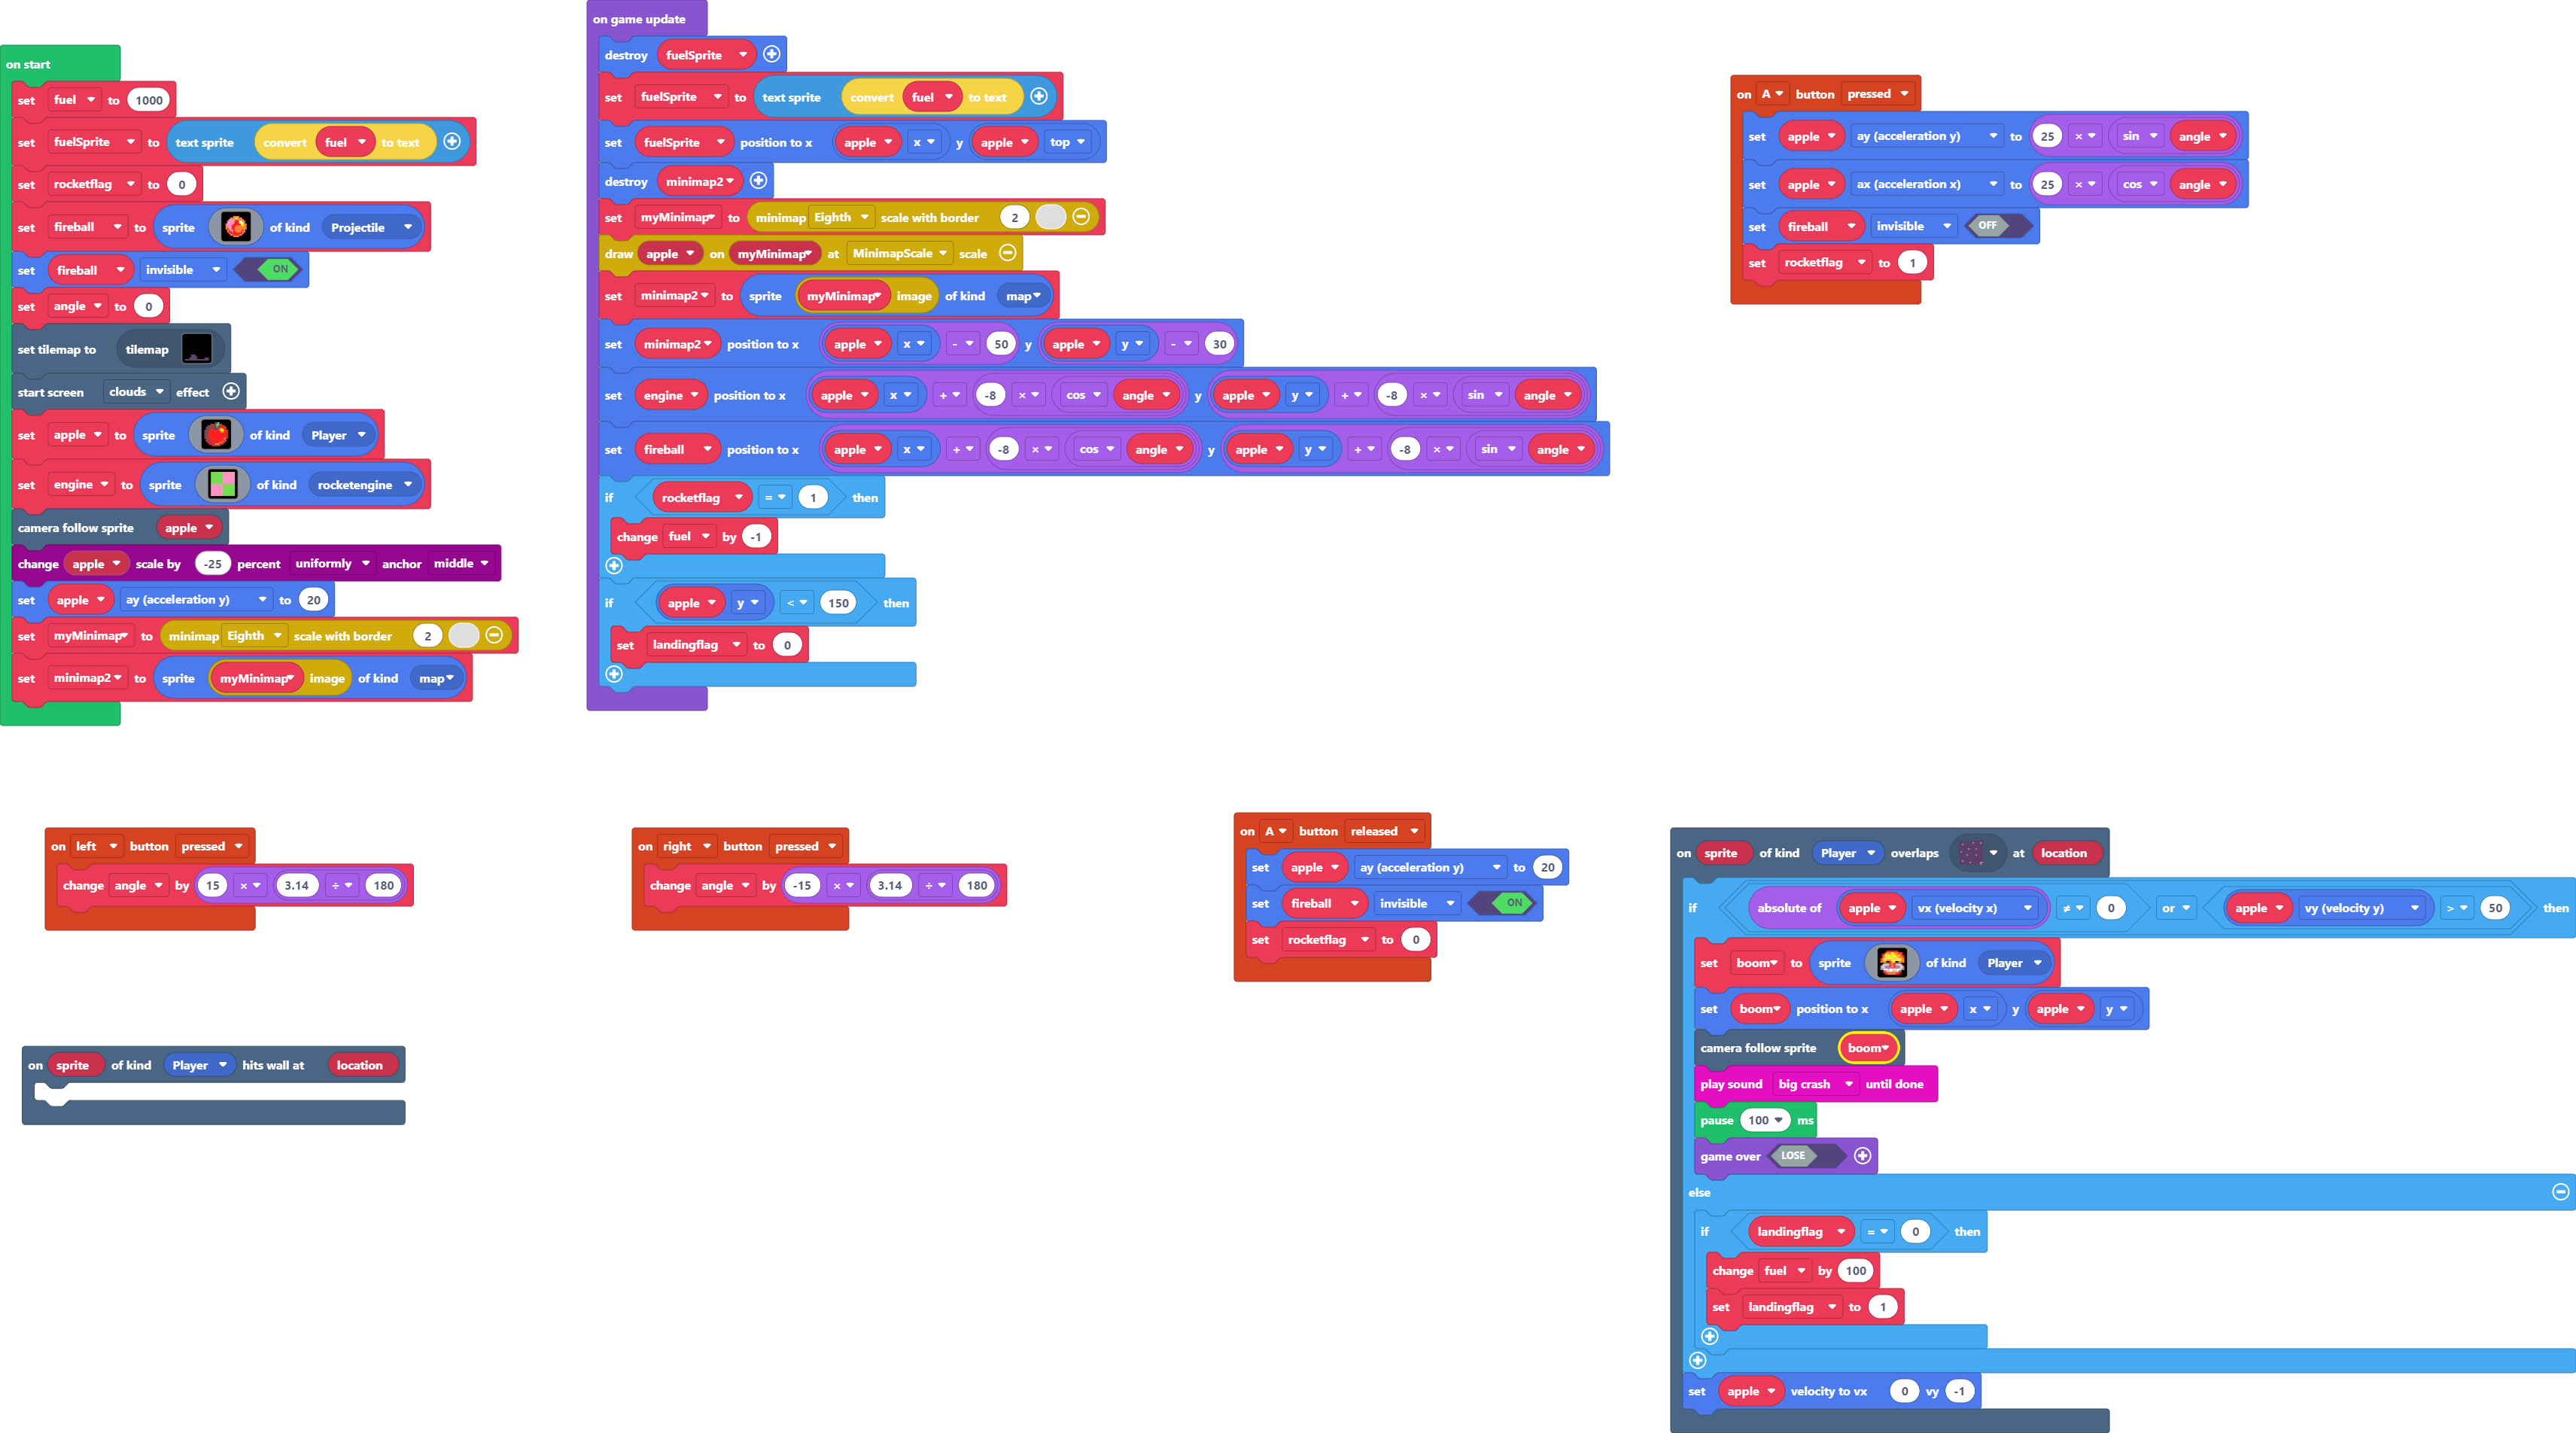 on start
set fuel to 1000
set fuelSprite to text sprite convert fuel to text
set rocketflag to 0
set fireball to sprite of kind Projectile
set fireball invisible ON
set angle to 0
set tilemap to tilemap
start screen clouds effect
set apple to sprite of kind Player
set engine to sprite of kind rocketengine
camera follow sprite apple
change apple scale by -25 percent uniformly anchor middle
set apple ay (acceleration y) to 20
set myMinimap to minimap Eighth scale with border 2
set minimap2 to sprite myMinimap image of kind map
on game update
destroy fuelSprite
set fuelSprite to text sprite convert fuel to text
set fuelSprite position to x apple x y apple top
destroy minimap2
set myMinimap to minimap Eighth scale with border 2
draw apple on myMinimap at MinimapScale scale
set minimap2 to sprite myMinimap image of kind map
set minimap2 position to x apple x - 50 y apple y - 30
set engine position to x apple x + -8 × cos angle y apple y + -8 × sin angle
set fireball position to x apple x + -8 × cos angle y apple y + -8 × sin angle
if rocketflag = 1 then
change fuel by -1
if apple y < 150 then
set landingflag to 0
on A button pressed
set apple ay (acceleration y) to 25 × sin angle
set apple ax (acceleration x) to 25 × cos angle
set fireball invisible OFF
set rocketflag to 1
on left button pressed
change angle by 15 × 3.14 ÷ 180
on right button pressed
change angle by -15 × 3.14 ÷ 180
on A button released
set apple ay (acceleration y) to 20
set fireball invisible ON
set rocketflag to 0
on sprite of kind Player overlaps at location
if absolute of apple vx (velocity x) ≠ 0 or apple vy (velocity y) > 50 then
set boom to sprite of kind Player
set boom position to x apple x y apple y
camera follow sprite boom
play sound big crash until done
pause 100 ms
game over LOSE
else
if landingflag = 0 then
change fuel by 100
set landingflag to 1
set apple velocity to vx 0 vy -1
on sprite of kind Player hits wall at location